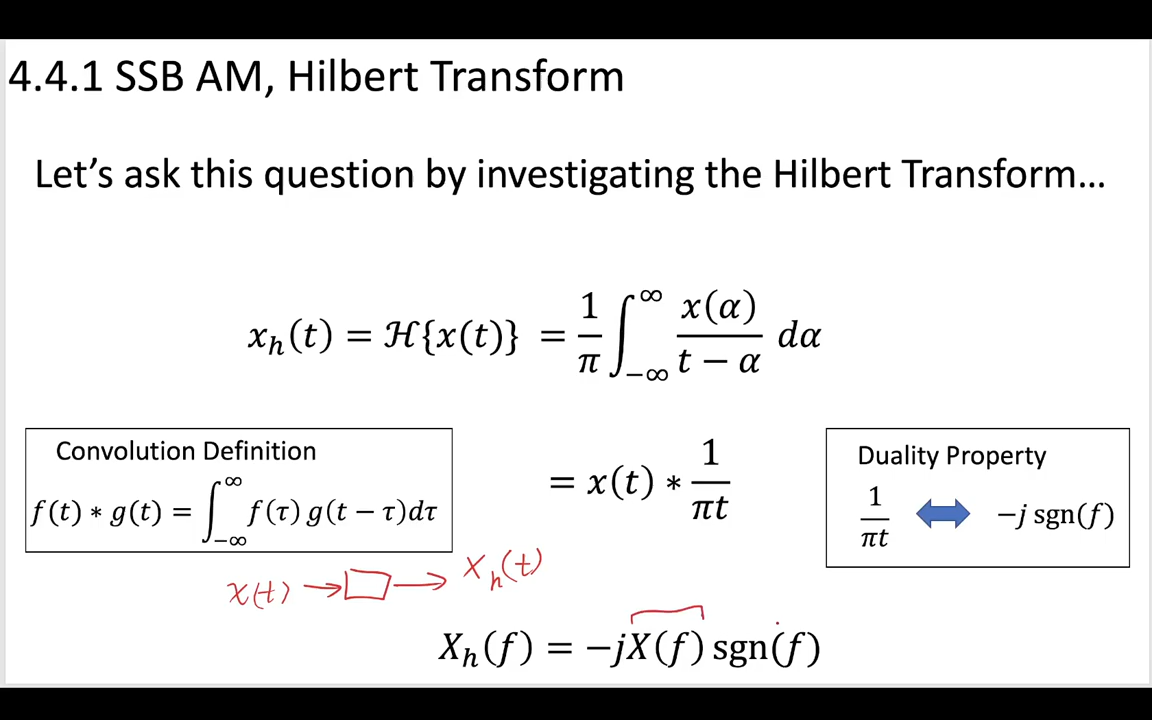 4.4.1 SSB AM, Hilbert Transform
Let's ask this question by investigating the Hilbert Transform...
x_h(t) = ℋ{x(t)} = 1/π ∫_{−∞}^{∞} x(α)/(t − α) dα
Convolution Definition
f(t) ∗ g(t) = ∫_{−∞}^{∞} f(τ) g(t − τ)dτ
= x(t) ∗ 1/(πt)
Duality Property
1/(πt) ⟺ −j sgn(f)
x(t) → □ → x_h(t)
X_h(f) = −jX(f) sgn(f)